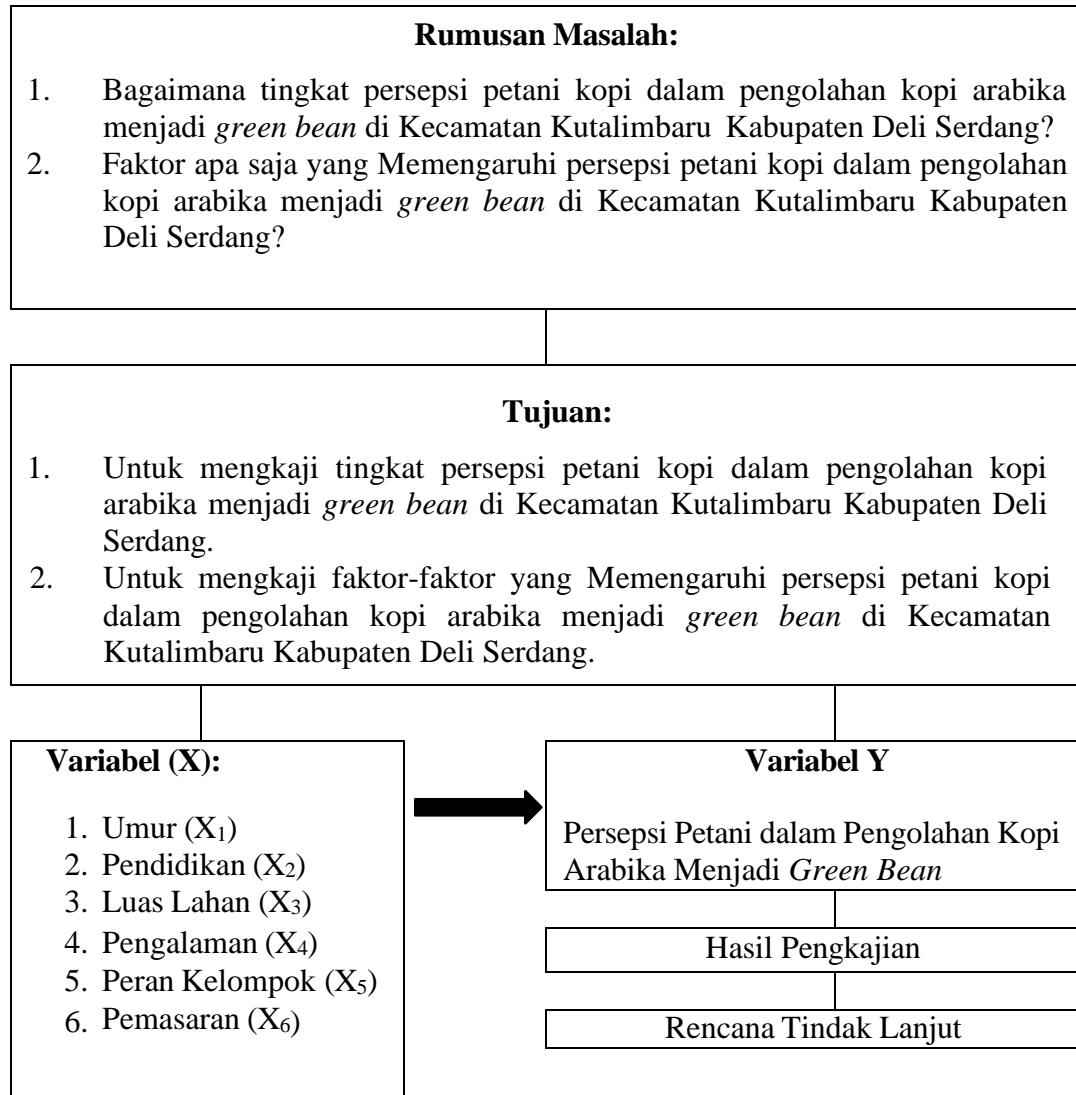 Rumusan Masalah:
1. Bagaimana tingkat persepsi petani kopi dalam pengolahan kopi arabika
menjadi green bean di Kecamatan Kutalimbaru Kabupaten Deli Serdang?
2. Faktor apa saja yang Memengaruhi persepsi petani kopi dalam pengolahan
kopi arabika menjadi green bean di Kecamatan Kutalimbaru Kabupaten
Deli Serdang?
Tujuan:
1. Untuk mengkaji tingkat persepsi petani kopi dalam pengolahan kopi
arabika menjadi green bean di Kecamatan Kutalimbaru Kabupaten Deli
Serdang.
2. Untuk mengkaji faktor-faktor yang Memengaruhi persepsi petani kopi
dalam pengolahan kopi arabika menjadi green bean di Kecamatan
Kutalimbaru Kabupaten Deli Serdang.
Variabel (X):
1. Umur (X₁)
2. Pendidikan (X₂)
3. Luas Lahan (X₃)
4. Pengalaman (X₄)
5. Peran Kelompok (X₅)
6. Pemasaran (X₆)
Variabel Y
Persepsi Petani dalam Pengolahan Kopi
Arabika Menjadi Green Bean
Hasil Pengkajian
Rencana Tindak Lanjut